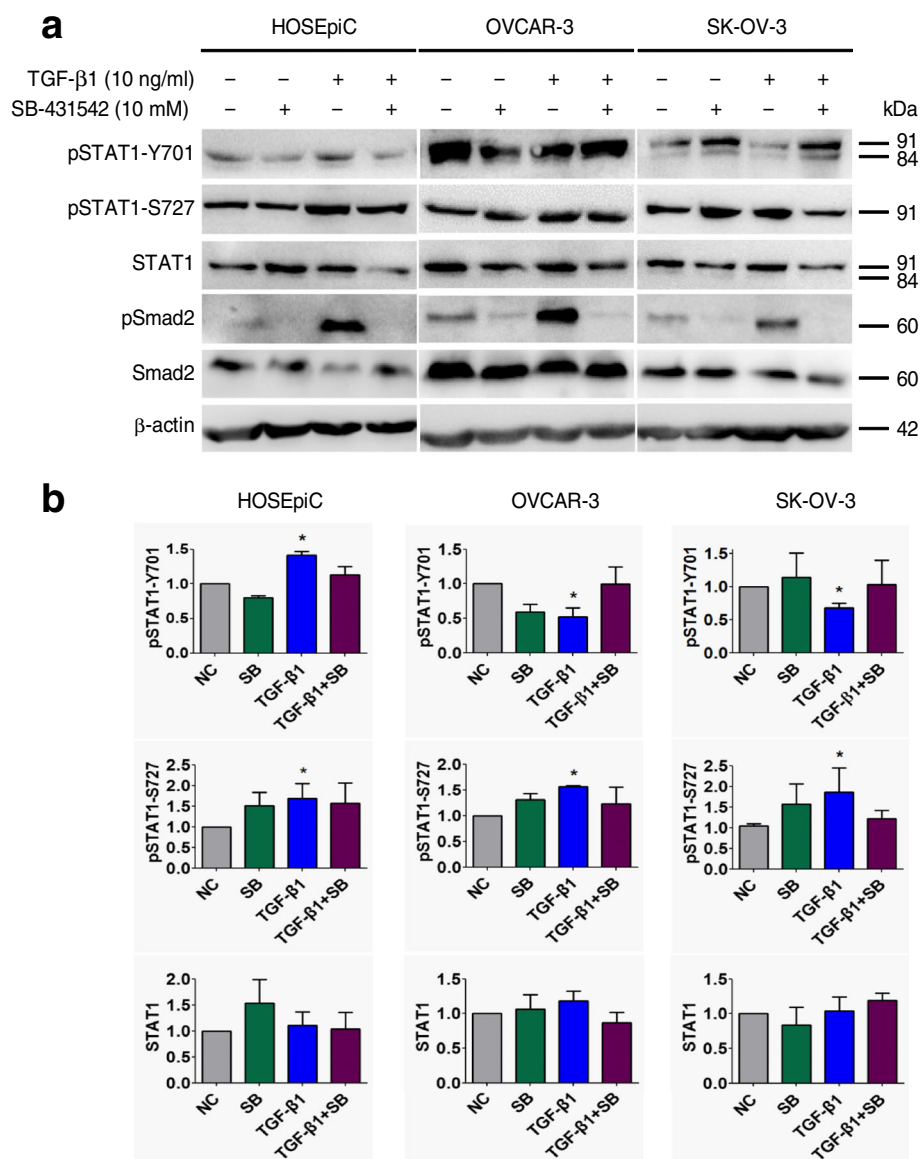 a
HOSEpiC OVCAR-3 SK-OV-3
TGF-β1 (10 ng/ml) – – + + – – + + – – + +
SB-431542 (10 mM) – + – + – + – + – + – + kDa
pSTAT1-Y701 91
84
pSTAT1-S727 91
STAT1 91
84
pSmad2 60
Smad2 60
β-actin 42
b
HOSEpiC OVCAR-3 SK-OV-3
pSTAT1-Y701
1.5
1.0
0.5
0.0
*
NC SB TGF-β1 TGF-β1+SB
pSTAT1-Y701
1.5
1.0
0.5
0.0
*
NC SB TGF-β1 TGF-β1+SB
pSTAT1-Y701
1.5
1.0
0.5
0.0
*
NC SB TGF-β1 TGF-β1+SB
pSTAT1-S727
2.5
2.0
1.5
1.0
0.5
0.0
*
NC SB TGF-β1 TGF-β1+SB
pSTAT1-S727
2.0
1.5
1.0
0.5
0.0
*
NC SB TGF-β1 TGF-β1+SB
pSTAT1-S727
2.5
2.0
1.5
1.0
0.5
0.0
*
NC SB TGF-β1 TGF-β1+SB
STAT1
2.0
1.5
1.0
0.5
0.0
NC SB TGF-β1 TGF-β1+SB
STAT1
1.5
1.0
0.5
0.0
NC SB TGF-β1 TGF-β1+SB
STAT1
1.5
1.0
0.5
0.0
NC SB TGF-β1 TGF-β1+SB